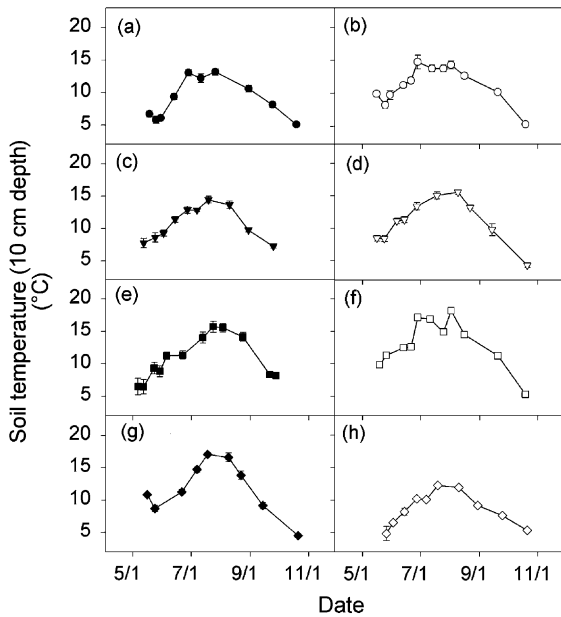 (a)
(b)
20
15
10
5
(c)
(d)
20
15
10
5
(e)
(f)
20
15
10
5
(g)
(h)
20
15
10
5
5/1 7/1 9/1 11/1 5/1 7/1 9/1 11/1
Date
Soil temperature (10 cm depth)
(°C)